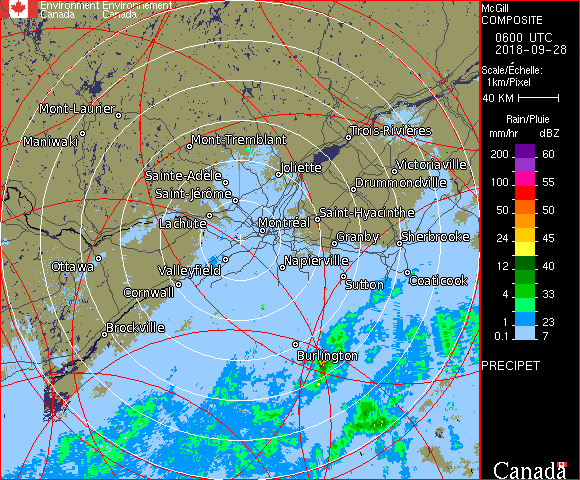 Environment Environnement
Canada Canada
McGill
COMPOSITE
0600 UTC
2018-09-28
Scale/Échelle:
1km/Pixel
40 KM
Rain/Pluie
mm/hr dBZ
200 60
100 55
50 50
24 45
12 40
4 33
1 23
0.1 7
PRECIPET
Canada
Mont-Laurier
Maniwaki
Mont-Tremblant
Trois-Rivières
Sainte-Adèle
Joliette
Victoriaville
Saint-Jérôme
Drummondville
Lachute
Montréal
Saint-Hyacinthe
Granby
Sherbrooke
Ottawa
Valleyfield
Napierville
Cornwall
Sutton
Coaticook
Brockville
Burlington